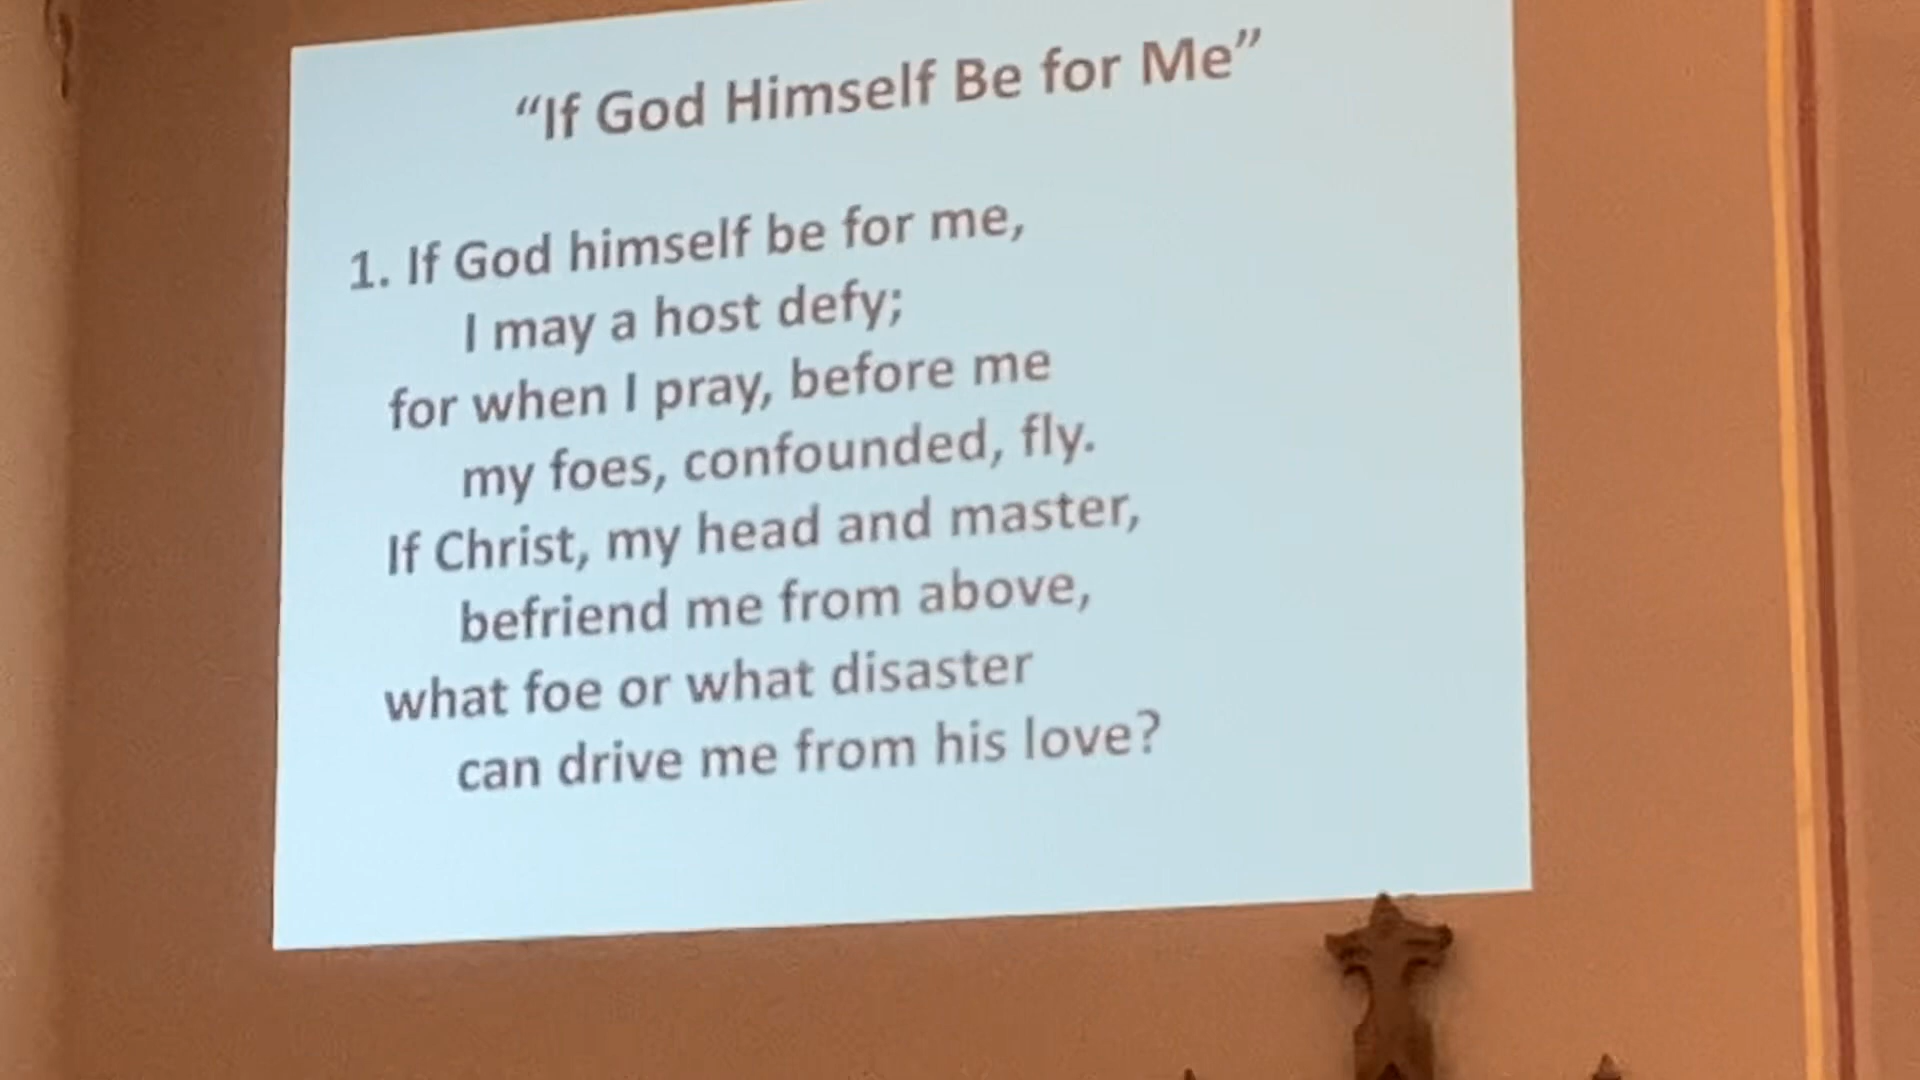 “If God Himself Be for Me”
1. If God himself be for me,
I may a host defy;
for when I pray, before me
my foes, confounded, fly.
If Christ, my head and master,
befriend me from above,
what foe or what disaster
can drive me from his love?